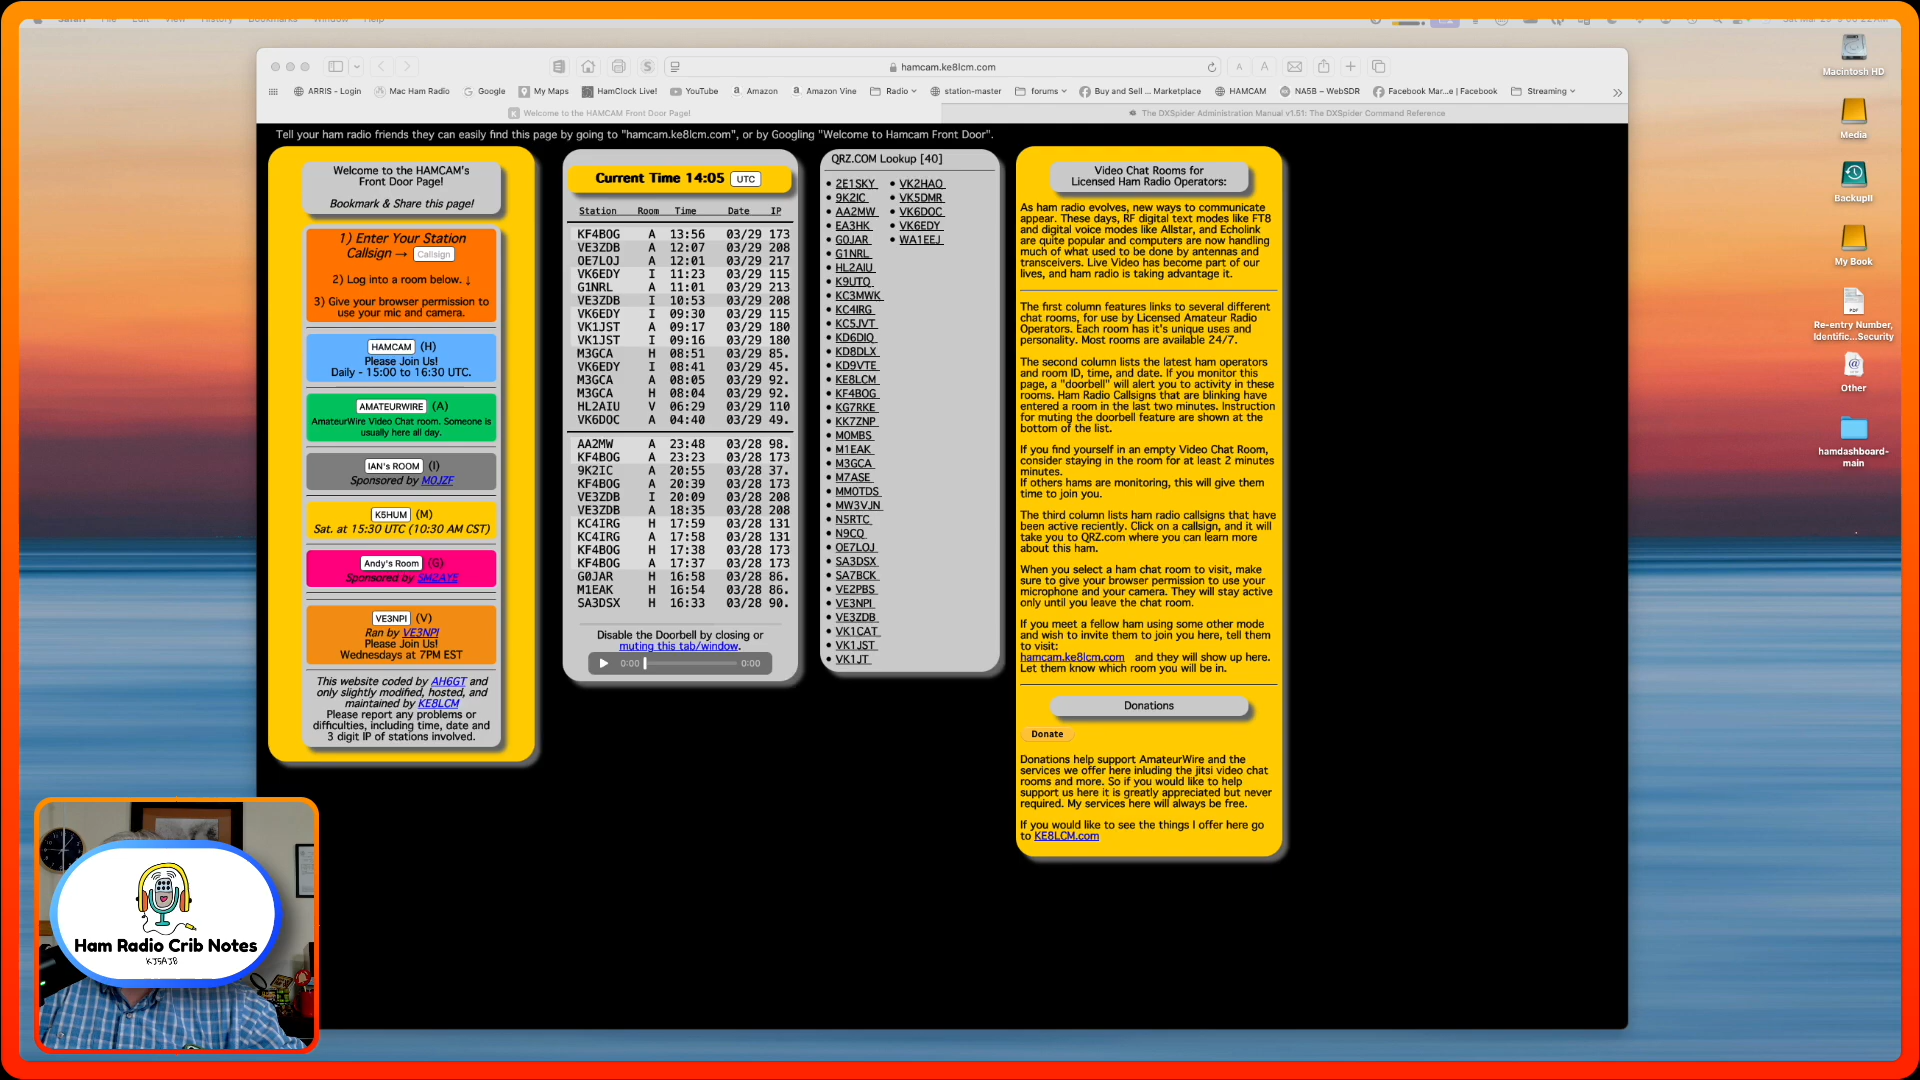 Safari File Edit View History Bookmarks Window Help
hamcam.ke8lcm.com
ARRIS - Login
Mac Ham Radio
Google
My Maps
HamClock Live!
YouTube
Amazon
Amazon Vine
Radio
station-master
forums
Buy and Sell ... Marketplace
HAMCAM
NA5B – WebSDR
Facebook Mar...e | Facebook
Streaming
Welcome to the HAMCAM Front Door Page!
The DXSpider Administration Manual v1.51: The DXSpider Command Reference
Tell your ham radio friends they can easily find this page by going to "hamcam.ke8lcm.com", or by Googling "Welcome to Hamcam Front Door".
Welcome to the HAMCAM's
Front Door Page!
Bookmark & Share this page!
1) Enter Your Station
Callsign → Callsign
2) Log into a room below. ↓
3) Give your browser permission to
use your mic and camera.
HAMCAM (H)
Please Join Us!
Daily - 15:00 to 16:30 UTC.
AMATEURWIRE (A)
AmateurWire Video Chat room. Someone is
usually here all day.
IAN's ROOM (I)
Sponsored by M0JZF
K5HUM (M)
Sat. at 15:30 UTC (10:30 AM CST)
Andy's Room (G)
Sponsored by SM2AYE
VE3NPI (V)
Ran by VE3NPI
Please Join Us!
Wednesdays at 7PM EST
This website coded by AH6GT and
only slightly modified, hosted, and
maintained by KE8LCM
Please report any problems or
difficulties, including time, date and
3 digit IP of stations involved.
Current Time 14:05 UTC
Station Room Time Date IP
KF4BOG A 13:56 03/29 173
VE3ZDB A 12:07 03/29 208
OE7LOJ A 12:01 03/29 217
VK6EDY I 11:23 03/29 115
G1NRL A 11:01 03/29 213
VE3ZDB I 10:53 03/29 208
VK6EDY I 09:30 03/29 115
VK1JST A 09:17 03/29 180
VK1JST A 09:16 03/29 180
M3GCA H 08:51 03/29 85.
VK6EDY I 08:41 03/29 45.
M3GCA A 08:05 03/29 92.
M3GCA H 08:04 03/29 92.
HL2AIU V 06:29 03/29 110
VK6DOC A 04:40 03/29 49.
AA2MW A 23:48 03/28 98.
KF4BOG A 23:23 03/28 173
9K2IC A 20:55 03/28 37.
KF4BOG A 20:39 03/28 173
VE3ZDB I 20:09 03/28 208
VE3ZDB A 18:35 03/28 208
KC4IRG H 17:59 03/28 131
KC4IRG A 17:58 03/28 131
KF4BOG H 17:38 03/28 173
KF4BOG A 17:37 03/28 173
G0JAR H 16:58 03/28 86.
M1EAK H 16:54 03/28 86.
SA3DSX H 16:33 03/28 90.
Disable the Doorbell by closing or
muting this tab/window.
0:00 0:00
QRZ.COM Lookup [40]
2E1SKY
9K2IC
AA2MW
EA3HK
G0JAR
G1NRL
HL2AIU
K9UTQ
KC3MWK
KC4IRG
KC5JVT
KD6DIQ
KD8DLX
KD9VTE
KE8LCM
KF4BOG
KG7RKE
KK7ZNP
M0MBS
M1EAK
M3GCA
M7ASE
MM0TDS
MW3VJN
N5RTC
N9CQ
OE7LOJ
SA3DSX
SA7BCK
VE2PBS
VE3NPI
VE3ZDB
VK1CAT
VK1JST
VK1JT
VK2HAO
VK5DMR
VK6DOC
VK6EDY
WA1EEJ
Video Chat Rooms for
Licensed Ham Radio Operators:
As ham radio evolves, new ways to communicate
appear. These days, RF digital text modes like FT8
and digital voice modes like Allstar, and Echolink
are quite popular and computers are now handling
much of what used to be done by antennas and
transceivers. Live Video has become part of our
lives, and ham radio is taking advantage it.
The first column features links to several different
chat rooms, for use by Licensed Amateur Radio
Operators. Each room has it's unique uses and
personality. Most rooms are available 24/7.
The second column lists the latest ham operators
and room ID, time, and date. If you monitor this
page, a "doorbell" will alert you to activity in these
rooms. Ham Radio Callsigns that are blinking have
entered a room in the last two minutes. Instruction
for muting the doorbell feature are shown at the
bottom of the list.
If you find yourself in an empty Video Chat Room,
consider staying in the room for at least 2 minutes
minutes.
If others hams are monitoring, this will give them
time to join you.
The third column lists ham radio callsigns that have
been active reciently. Click on a callsign, and it will
take you to QRZ.com where you can learn more
about this ham.
When you select a ham chat room to visit, make
sure to give your browser permission to use your
microphone and your camera. They will stay active
only until you leave the chat room.
If you meet a fellow ham using some other mode
and wish to invite them to join you here, tell them
to visit:
hamcam.ke8lcm.com and they will show up here.
Let them know which room you will be in.
Donations
Donate
Donations help support AmateurWire and the
services we offer here inluding the jitsi video chat
rooms and more. So if you would like to help
support us here it is greatly appreciated but never
required. My services here will always be free.
If you would like to see the things I offer here go
to KE8LCM.com
Macintosh HD
Media
BackupII
My Book
Re-entry Number,
Identific...Security
Other
hamdashboard-
main
Ham Radio Crib Notes
KJ5AJB